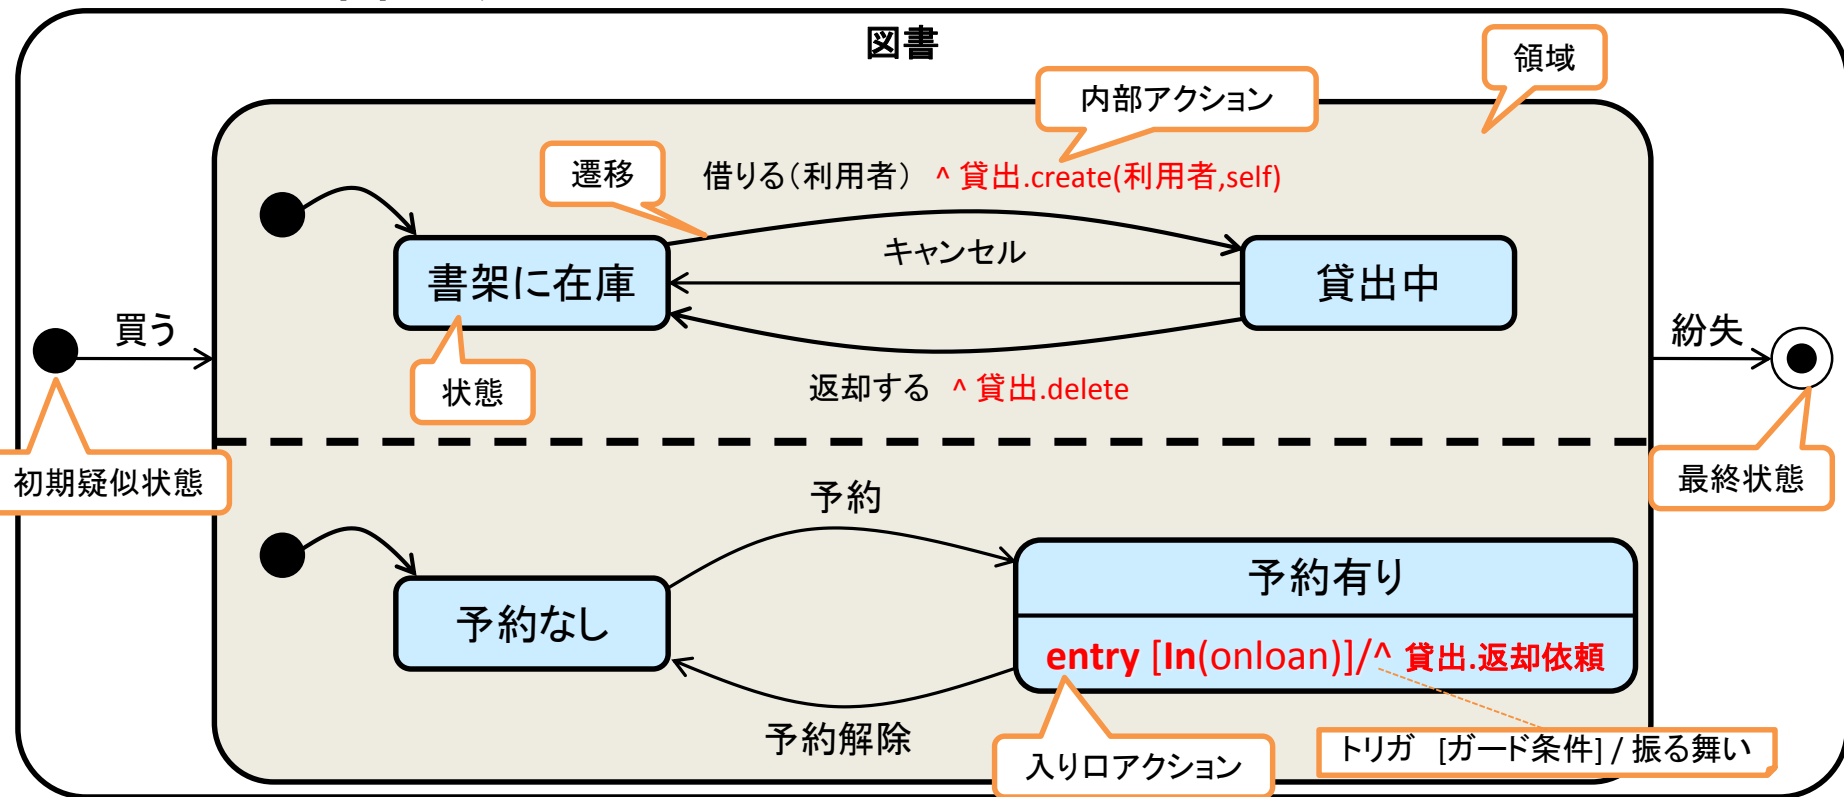 図書
領域
内部アクション
遷移
借りる（利用者） ^ 貸出.create(利用者,self)
キャンセル
書架に在庫
貸出中
買う
紛失
状態
返却する ^ 貸出.delete
初期疑似状態
最終状態
予約
予約有り
予約なし
entry [In(onloan)]/^ 貸出.返却依頼
予約解除
入り口アクション
トリガ [ガード条件] / 振る舞い